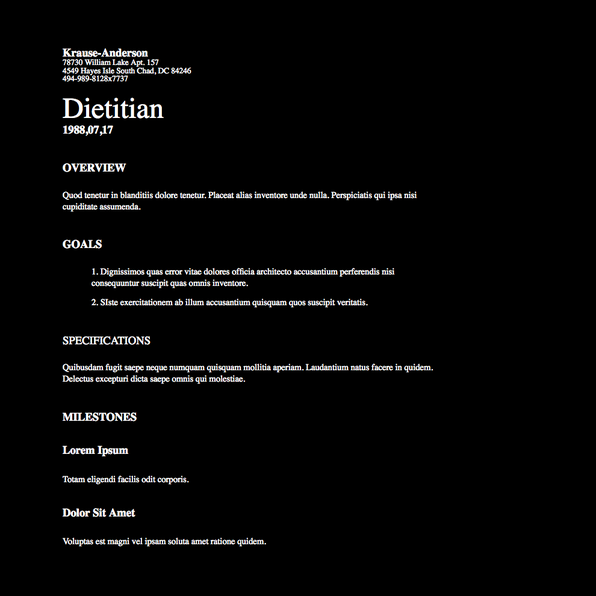 Krause-Anderson
78730 William Lake Apt. 157
4549 Hayes Isle South Chad, DC 84246
494-989-8128x7737
Dietitian
1988,07,17
OVERVIEW
Quod tenetur in blanditiis dolore tenetur. Placeat alias inventore unde nulla. Perspiciatis qui ipsa nisi
cupiditate assumenda.
GOALS
1. Dignissimos quas error vitae dolores officia architecto accusantium perferendis nisi
consequuntur suscipit quas omnis inventore.
2. SIste exercitationem ab illum accusantium quisquam quos suscipit veritatis.
SPECIFICATIONS
Quibusdam fugit saepe neque numquam quisquam mollitia aperiam. Laudantium natus facere in quidem.
Delectus excepturi dicta saepe omnis qui molestiae.
MILESTONES
Lorem Ipsum
Totam eligendi facilis odit corporis.
Dolor Sit Amet
Voluptas est magni vel ipsam soluta amet ratione quidem.